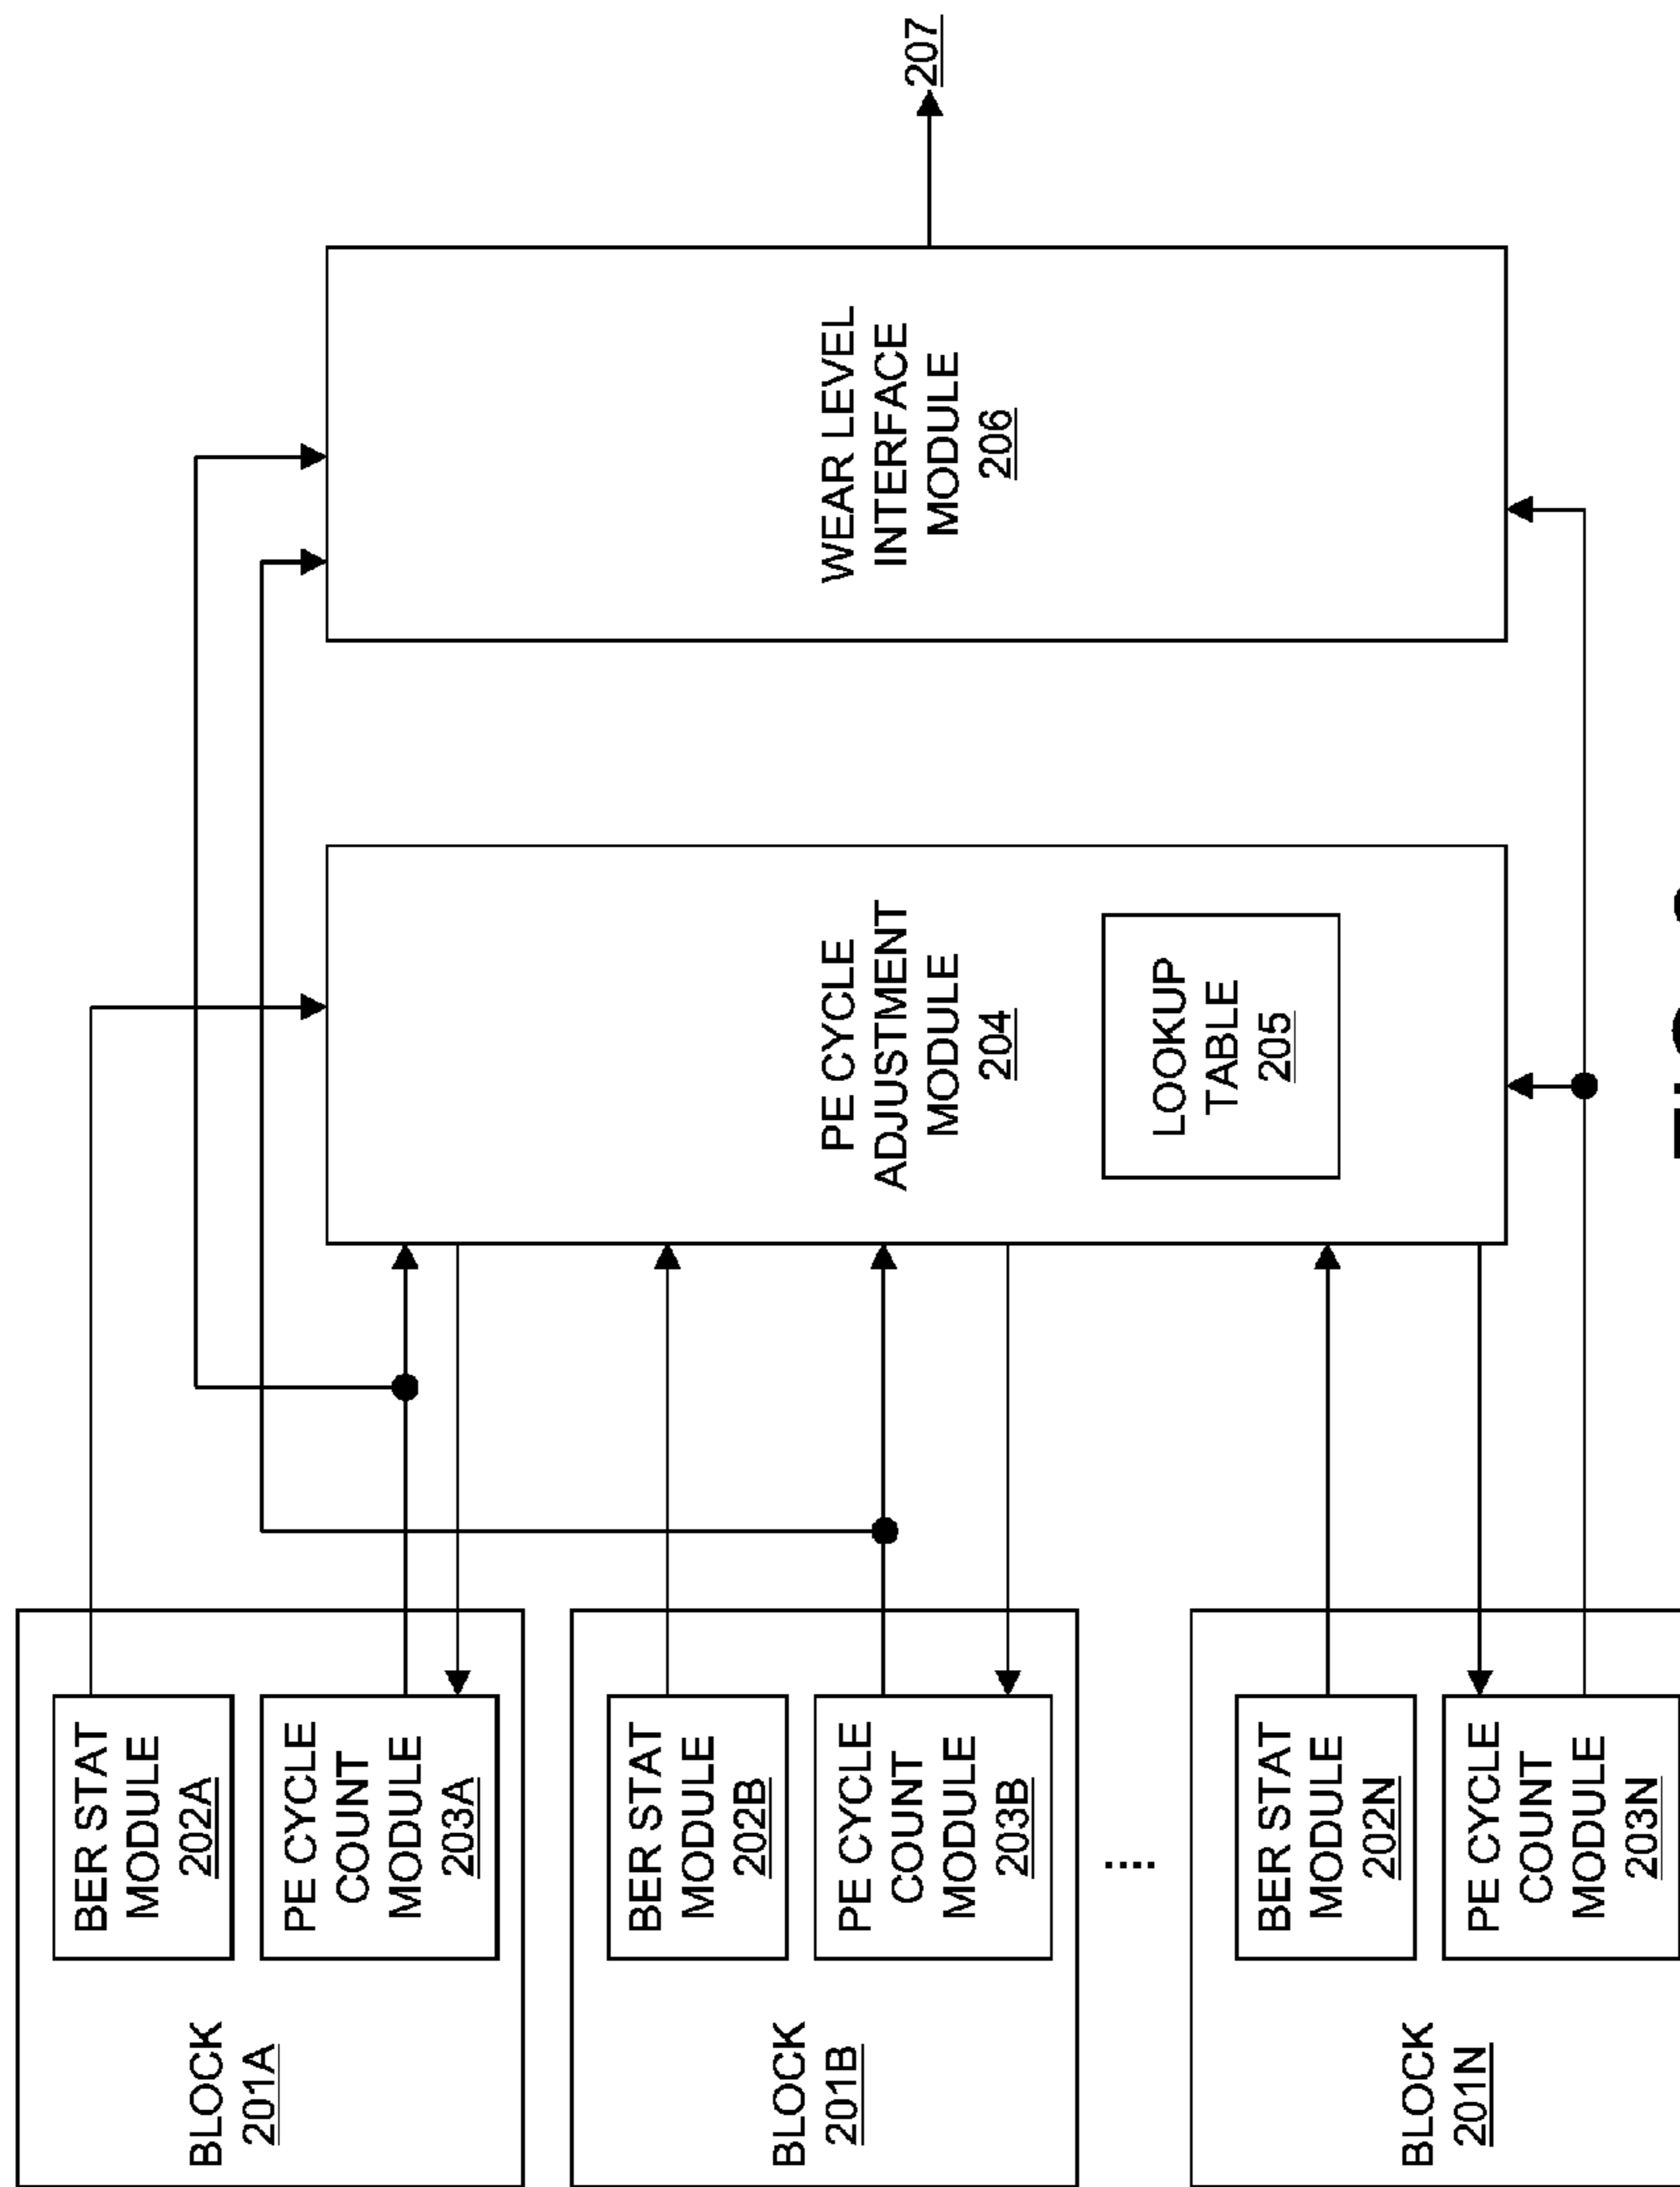 BLOCK
201A
BER STAT
MODULE
202A
PE CYCLE
COUNT
MODULE
203A
BLOCK
201B
BER STAT
MODULE
202B
PE CYCLE
COUNT
MODULE
203B
....
BLOCK
201N
BER STAT
MODULE
202N
PE CYCLE
COUNT
MODULE
203N
PE CYCLE
ADJUSTMENT
MODULE
204
LOOKUP
TABLE
205
WEAR LEVEL
INTERFACE
MODULE
206
207